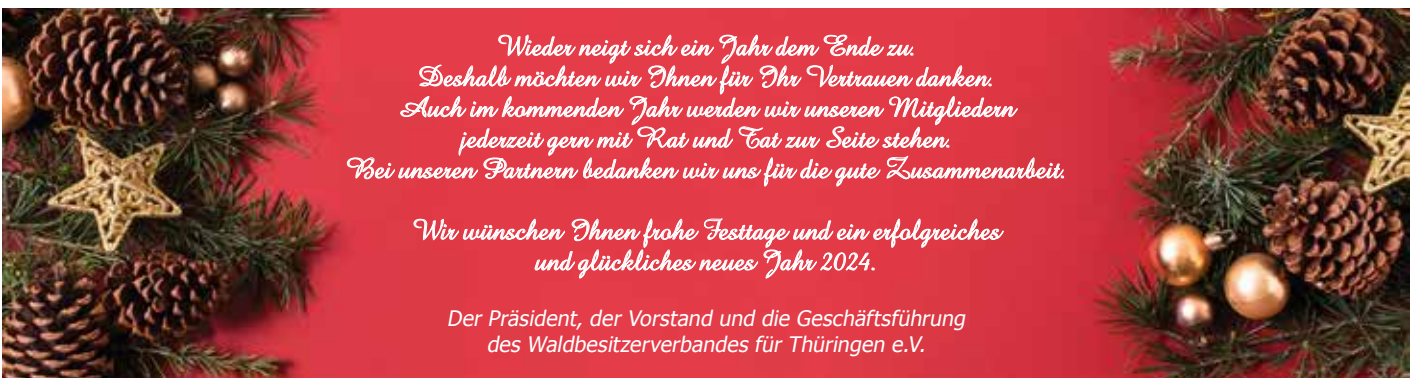 Wieder neigt sich ein Jahr dem Ende zu.
Deshalb möchten wir Ihnen für Ihr Vertrauen danken.
Auch im kommenden Jahr werden wir unseren Mitgliedern
jederzeit gern mit Rat und Tat zur Seite stehen.
Bei unseren Partnern bedanken wir uns für die gute Zusammenarbeit.
Wir wünschen Ihnen frohe Festtage und ein erfolgreiches
und glückliches neues Jahr 2024.
Der Präsident, der Vorstand und die Geschäftsführung
des Waldbesitzerverbandes für Thüringen e.V.